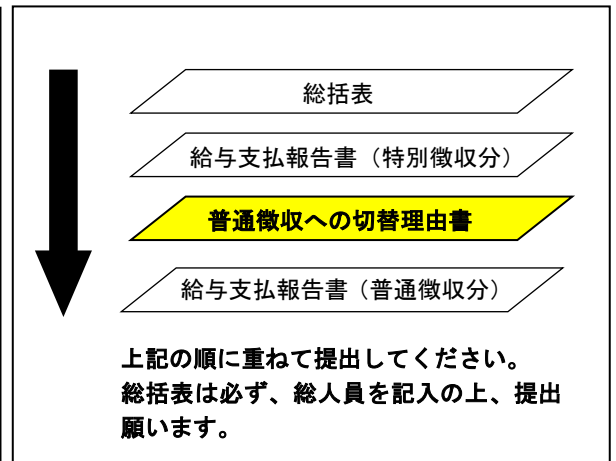 総括表
給与支払報告書（特別徴収分）
普通徴収への切替理由書
給与支払報告書（普通徴収分）
上記の順に重ねて提出してください。
総括表は必ず、総人員を記入の上、提出
願います。